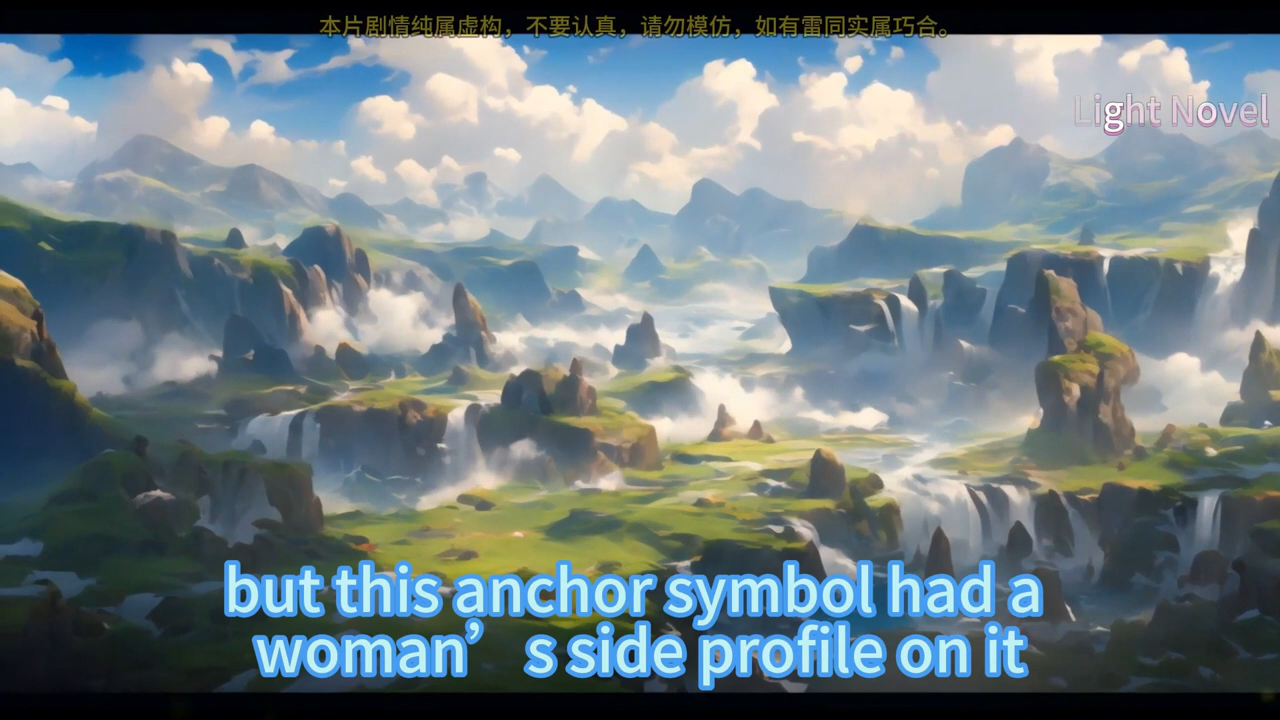 本片剧情纯属虚构，不要认真，请勿模仿，如有雷同实属巧合。
Light Novel
but this anchor symbol had a
woman’ s side profile on it